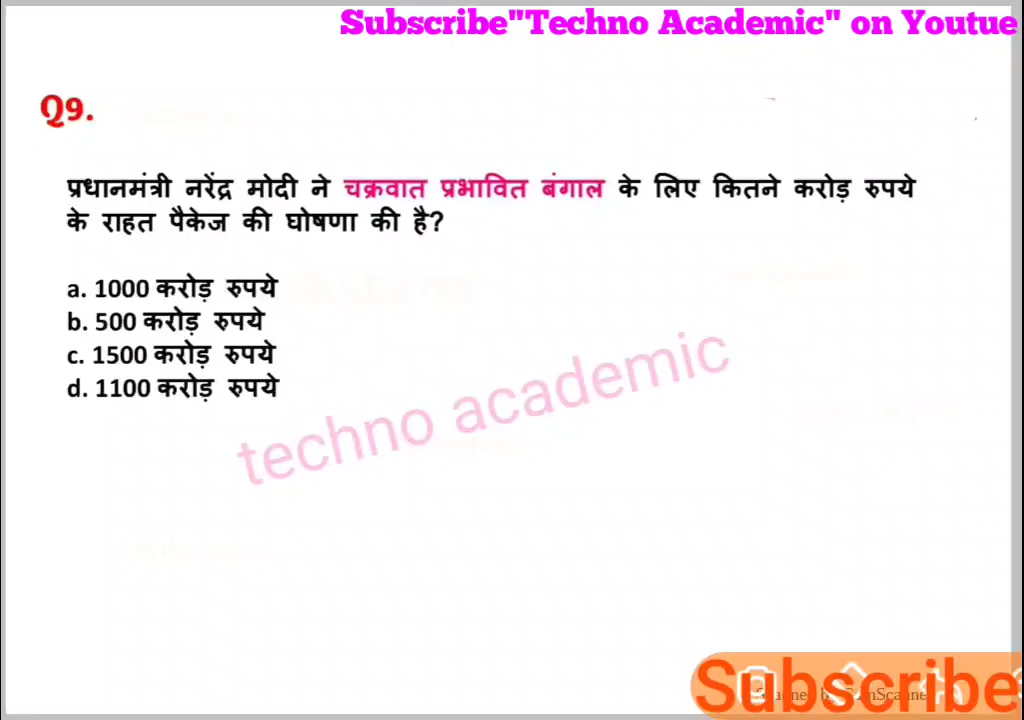 Subscribe"Techno Academic" on Youtue
Q9.
प्रधानमंत्री नरेंद्र मोदी ने चक्रवात प्रभावित बंगाल के लिए कितने करोड़ रुपये
के राहत पैकेज की घोषणा की है?
a. 1000 करोड़ रुपये
b. 500 करोड़ रुपये
c. 1500 करोड़ रुपये
d. 1100 करोड़ रुपये
techno academic
Subscribe